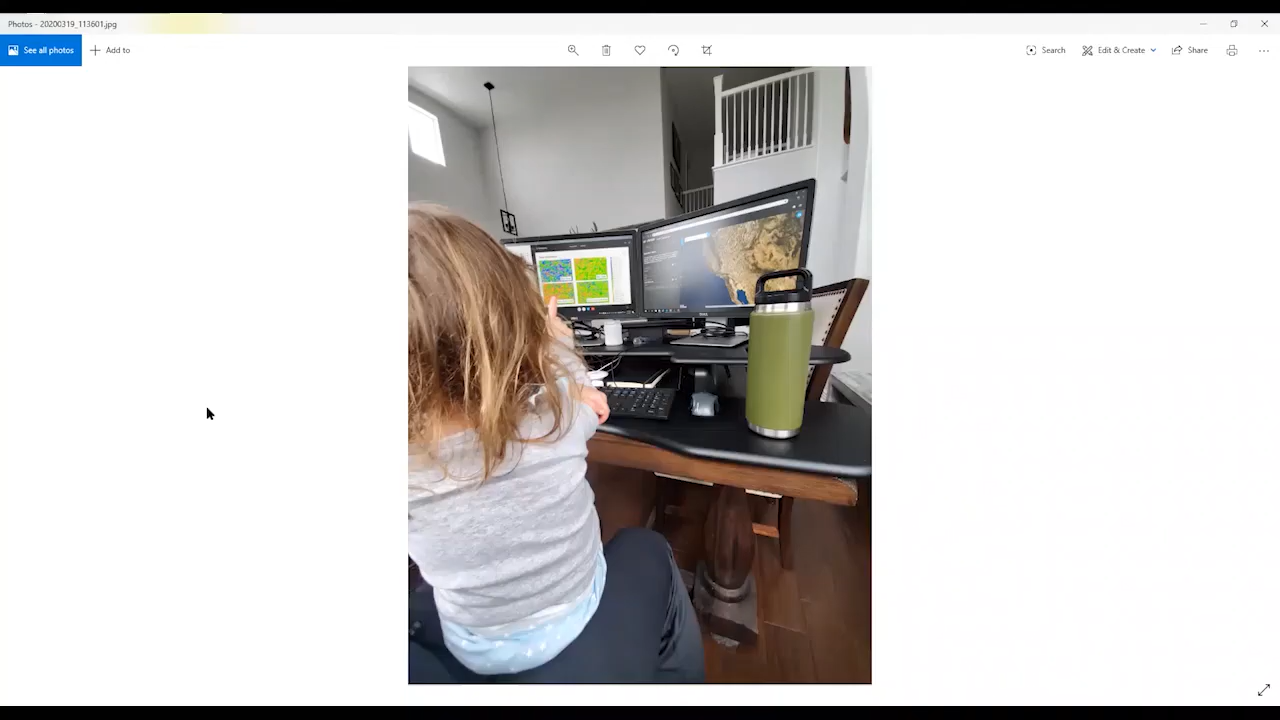 Photos - 20200319_113601.jpg
See all photos
Add to
Search
Edit & Create
Share